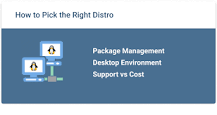 How to Pick the Right Distro
Package Management
Desktop Environment
Support vs Cost